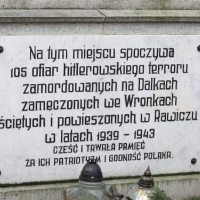 Na tym miejscu spoczywa
105 ofiar hitlerowskiego terroru
zamordowanych na Dalkach
zamęczonych we Wronkach
ściętych i powieszonych w Rawiczu
w latach 1939 - 1943
CZEŚĆ I TRWAŁA PAMIĘĆ
ZA ICH PATRIOTYZM I GODNOŚĆ POLAKA.